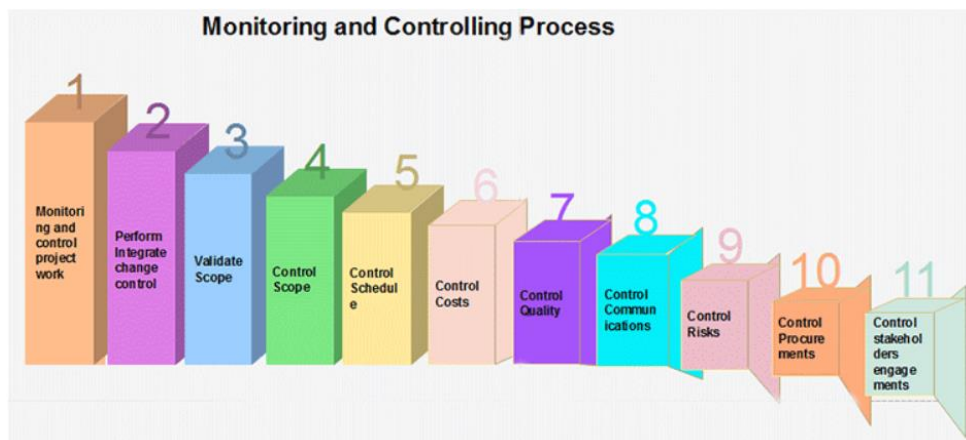 Monitoring and Controlling Process
1
Monitori
ng and
control
project
work
2
Perform
Integrate
change
control
3
Validate
Scope
4
Control
Scope
5
Control
Schedul
e
6
Control
Costs
7
Control
Quality
8
Control
Commun
ications
9
Control
Risks
10
Control
Procure
ments
11
Control
stakehol
ders
engage
ments